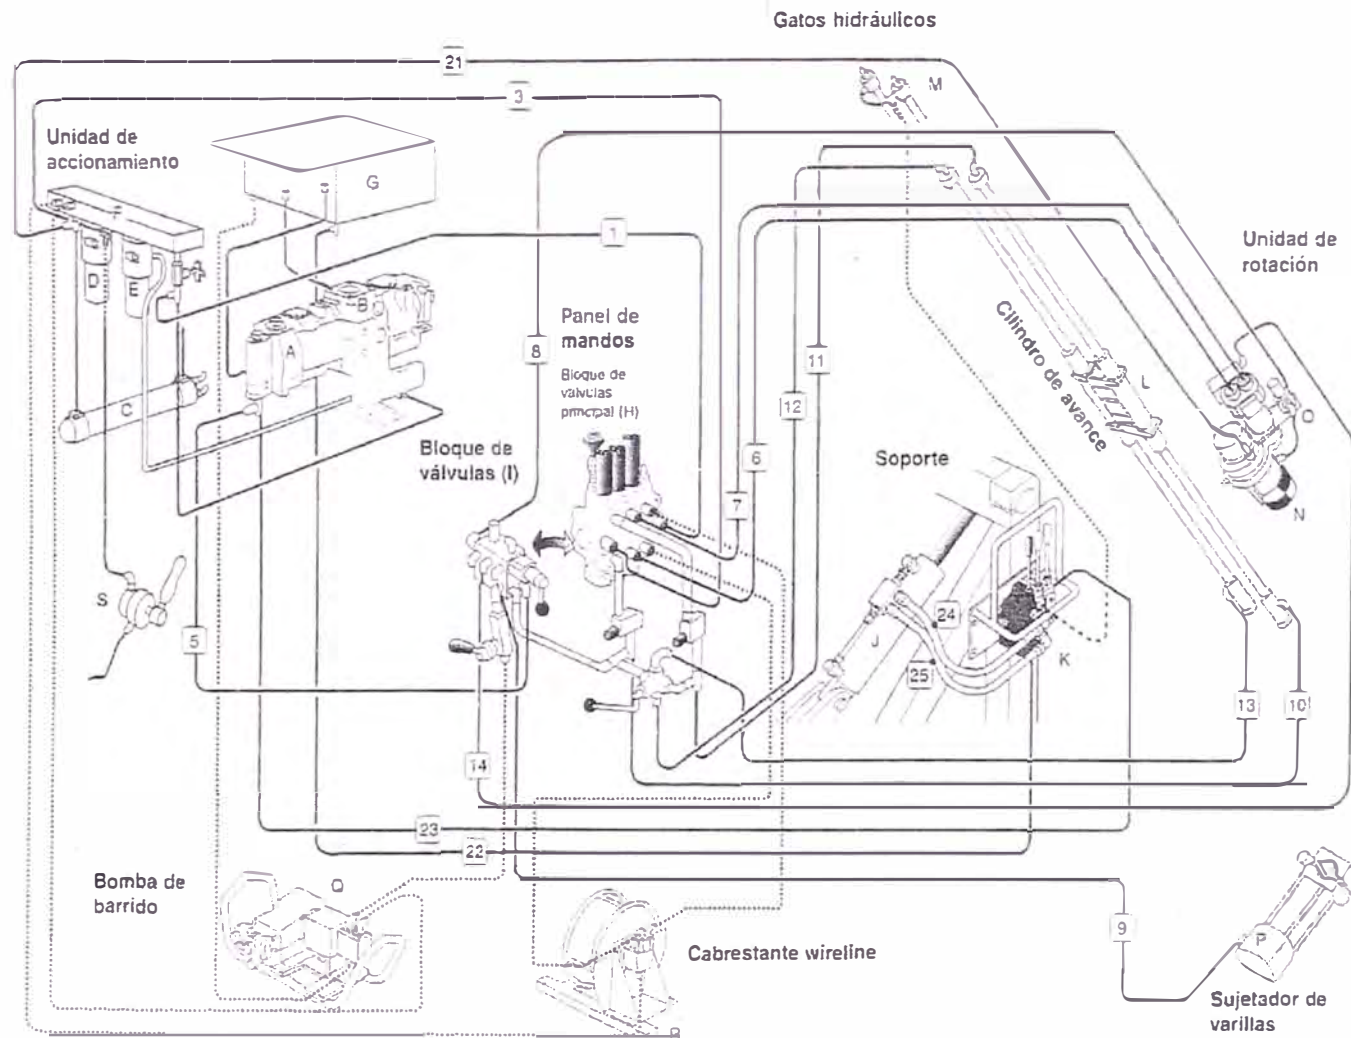 Gatos hidráulicos
21
M
3
Unidad de
accionamiento
G
1
Unidad de
rotación
D
E
B
A
Panel de
mandos
8
11
Cilindro de avance
L
C
Bloque de
válvulas
principal (H)
12
O
Bloque de
válvulas (I)
6
Soporte
7
N
S
24
5
J
K
25
13
10
14
23
22
Bomba de
barrido
Q
9
P
Cabrestante wireline
Sujetador de
varillas
R